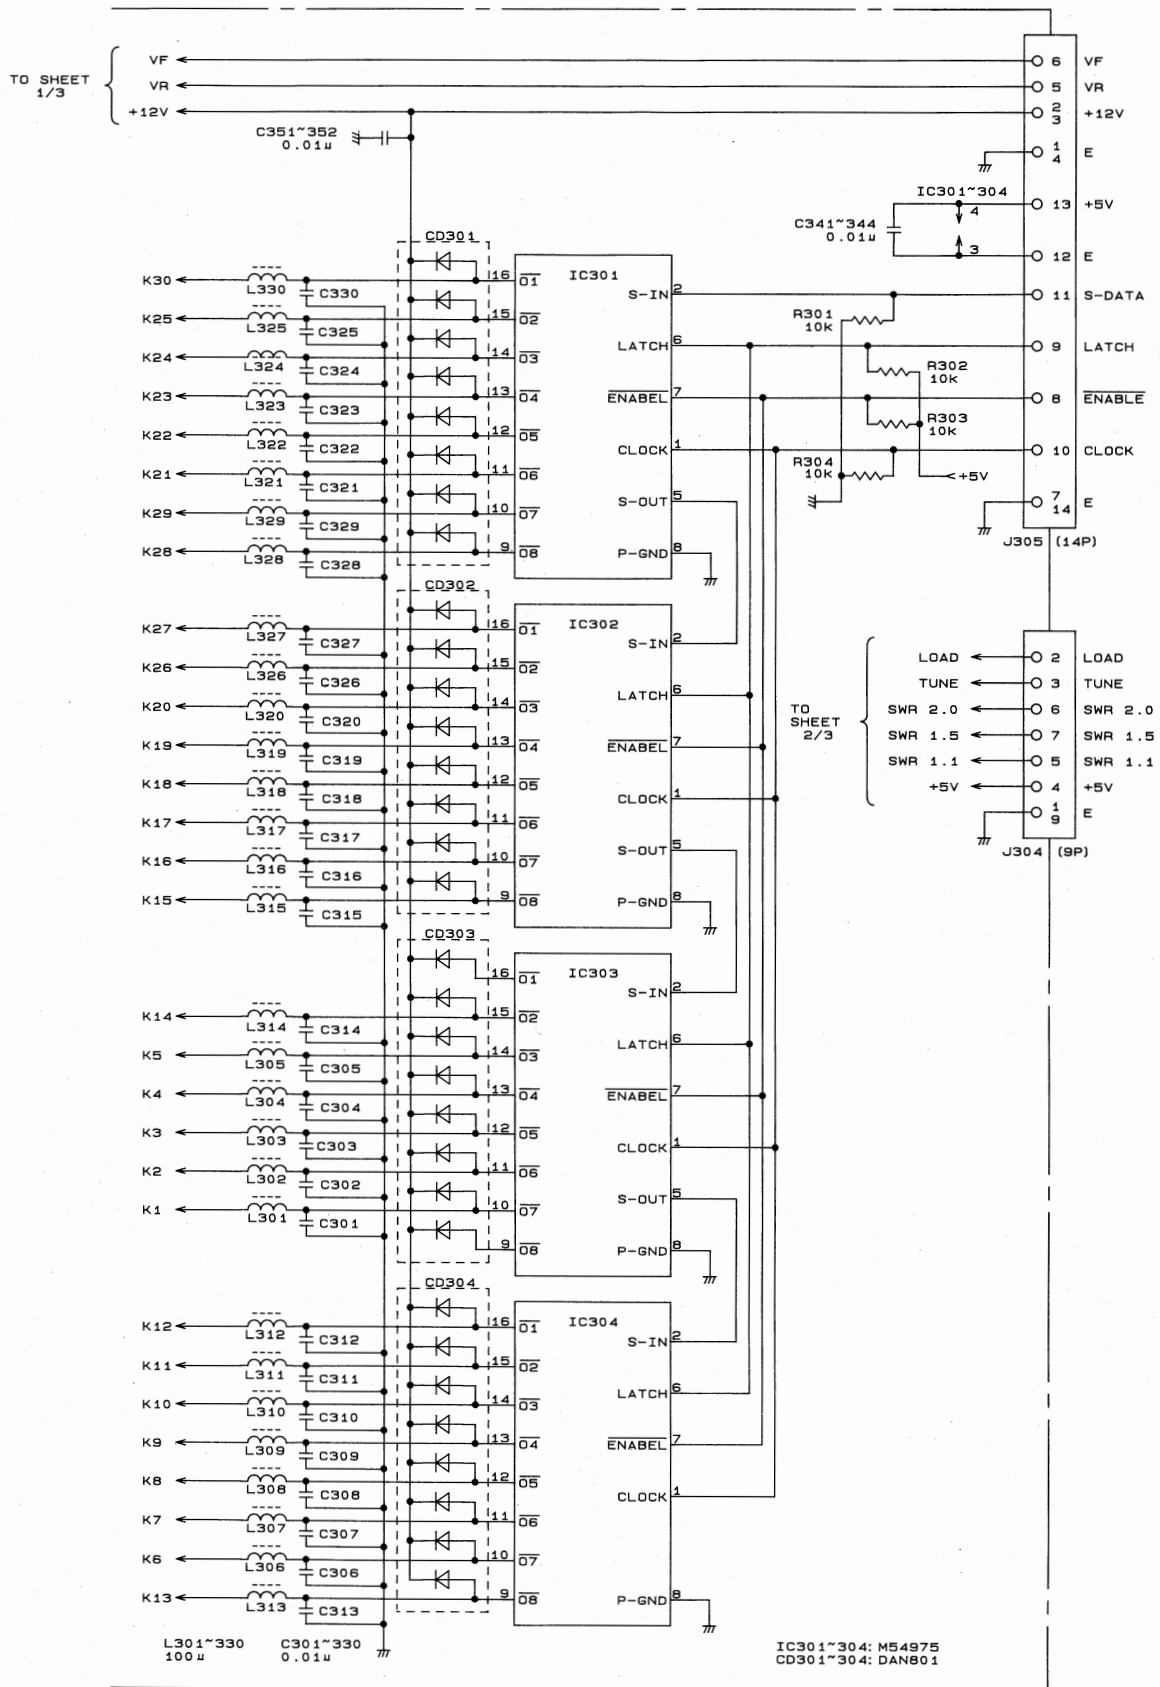 VF
6 VF
TO SHEET
1/3
VR
5 VR
+12V
2
3
+12V
C351~352
0.01μ
1
4
E
IC301~304
13 +5V
4
C341~344
0.01μ
3
12 E
CD301
IC301
K30
L330
C330
16 O1
S-IN 2
11 S-DATA
K25
L325
C325
15 O2
R301
10k
K24
L324
C324
14 O3
LATCH 6
9 LATCH
R302
10k
K23
L323
C323
13 O4
ENABEL 7
8 ENABLE
R303
10k
K22
L322
C322
12 O5
CLOCK 1
10 CLOCK
R304
10k
+5V
K21
L321
C321
11 O6
S-OUT 5
7
14
E
K29
L329
C329
10 O7
J305 (14P)
K28
L328
C328
9 O8
P-GND 8
CD302
IC302
K27
L327
C327
16 O1
S-IN 2
K26
L326
C326
15 O2
K20
L320
C320
14 O3
LATCH 6
K19
L319
C319
13 O4
ENABEL 7
K18
L318
C318
12 O5
CLOCK 1
K17
L317
C317
11 O6
S-OUT 5
K16
L316
C316
10 O7
K15
L315
C315
9 O8
P-GND 8
TO
SHEET
2/3
LOAD 2 LOAD
TUNE 3 TUNE
SWR 2.0 6 SWR 2.0
SWR 1.5 7 SWR 1.5
SWR 1.1 5 SWR 1.1
+5V 4 +5V
1
9
E
J304 (9P)
CD303
IC303
16 O1
S-IN 2
K14
L314
C314
15 O2
K5
L305
C305
14 O3
LATCH 6
K4
L304
C304
13 O4
ENABEL 7
K3
L303
C303
12 O5
CLOCK 1
K2
L302
C302
11 O6
S-OUT 5
K1
L301
C301
10 O7
9 O8
P-GND 8
CD304
IC304
K12
L312
C312
16 O1
S-IN 2
K11
L311
C311
15 O2
K10
L310
C310
14 O3
LATCH 6
K9
L309
C309
13 O4
ENABEL 7
K8
L308
C308
12 O5
CLOCK 1
K7
L307
C307
11 O6
K6
L306
C306
10 O7
K13
L313
C313
9 O8
P-GND 8
L301~330
100μ
C301~330
0.01μ
IC301~304: M54975
CD301~304: DAN801